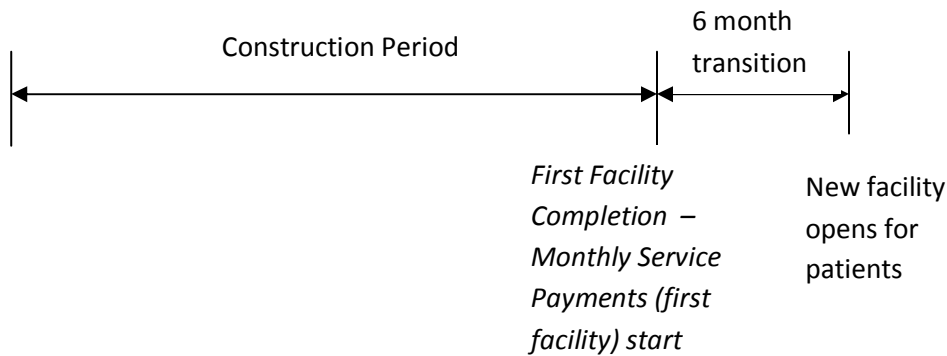 Construction Period
6 month
transition
First Facility
Completion –
Monthly Service
Payments (first
facility) start
New facility
opens for
patients